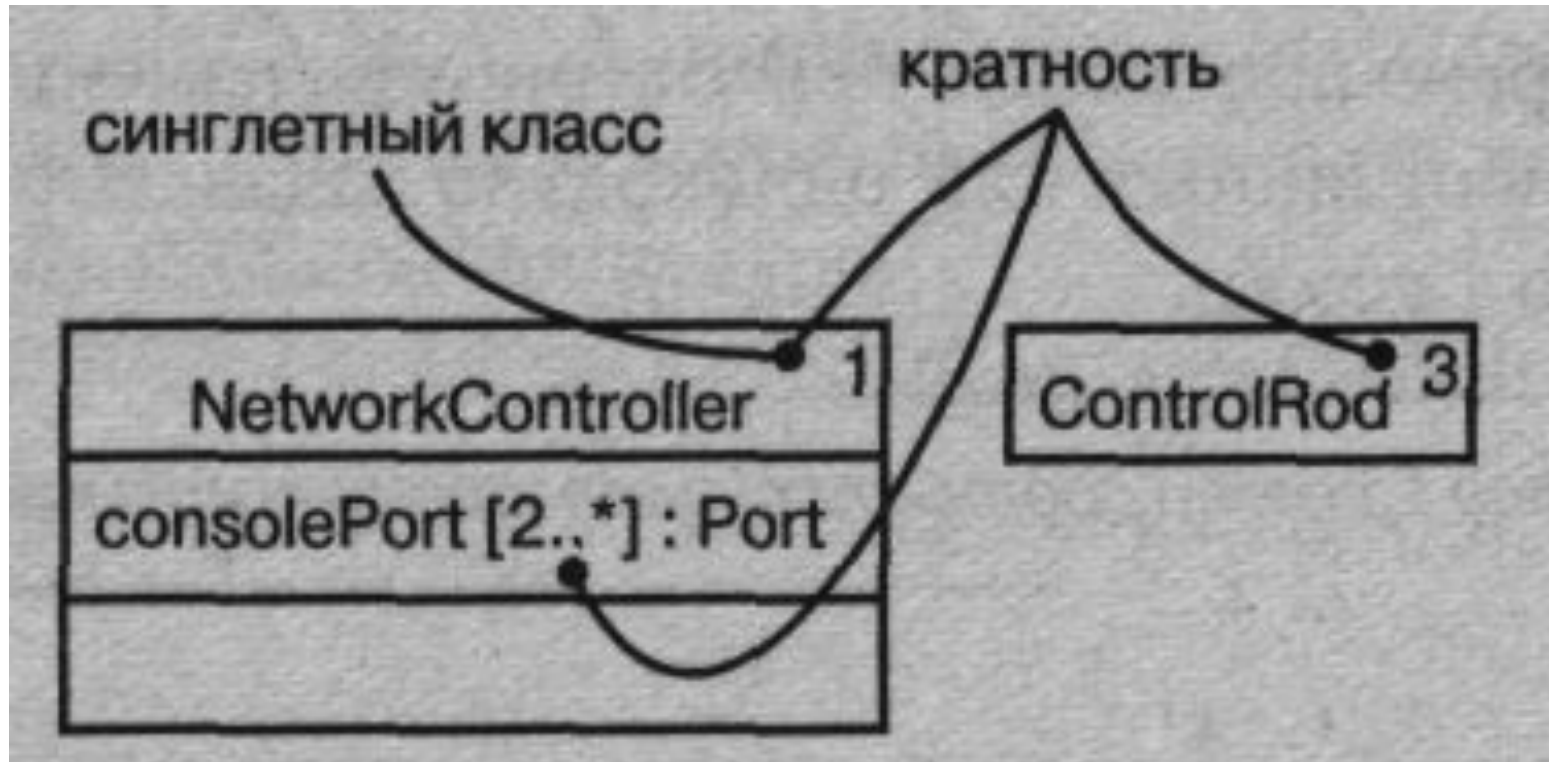 кратность
синглетный класс
NetworkController 1
ControlRod 3
consolePort [2..*] : Port